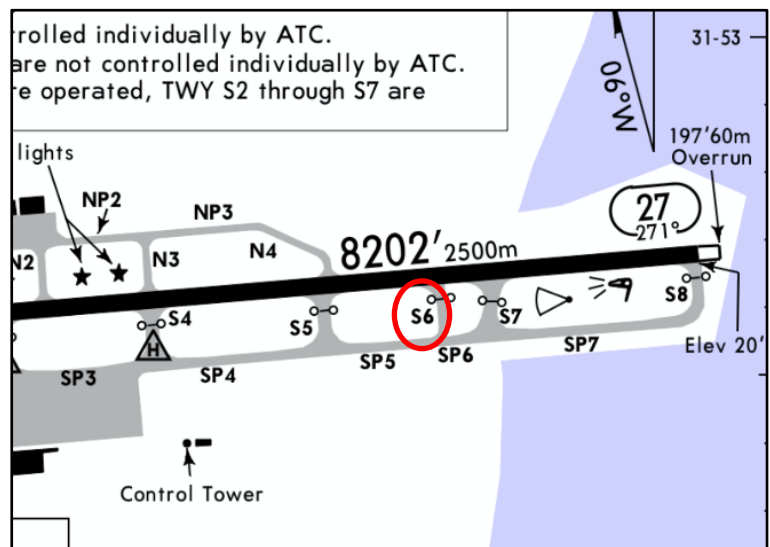 rolled individually by ATC.
are not controlled individually by ATC.
re operated, TWY S2 through S7 are
31-53
06°W
197'60m
Overrun
lights
NP2
NP3
27
271°
N2
N3
N4
8202' 2500m
S4
S5
S6
S7
S8
H
Elev 20'
SP3
SP4
SP5
SP6
SP7
Control Tower